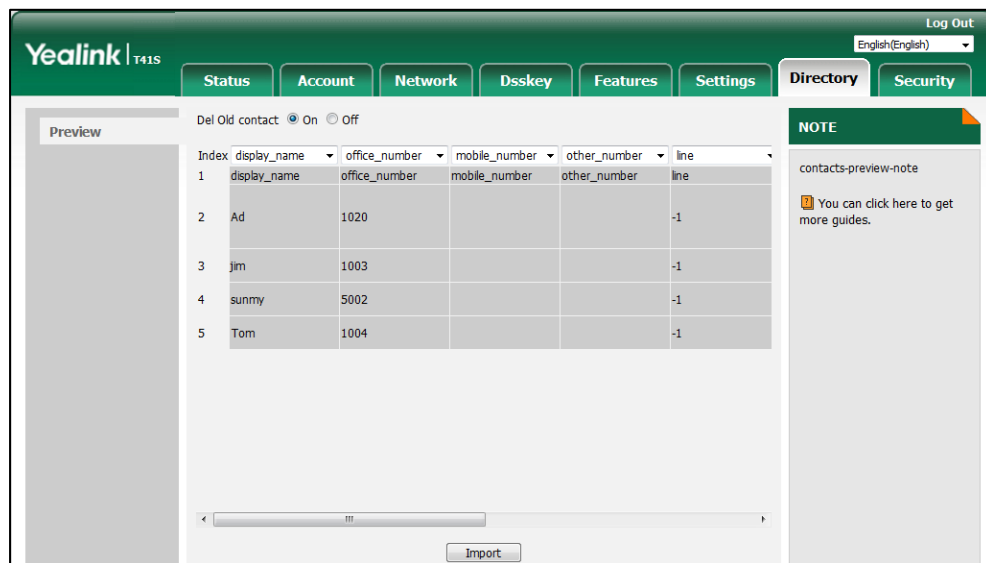 Log Out
Yealink | T41S
English(English)
Status Account Network Dsskey Features Settings Directory Security
Preview
Del Old contact On Off
Index display_name office_number mobile_number other_number line
1 display_name office_number mobile_number other_number line
2 Ad 1020 -1
3 jim 1003 -1
4 sunmy 5002 -1
5 Tom 1004 -1
Import
NOTE
contacts-preview-note
You can click here to get
more guides.